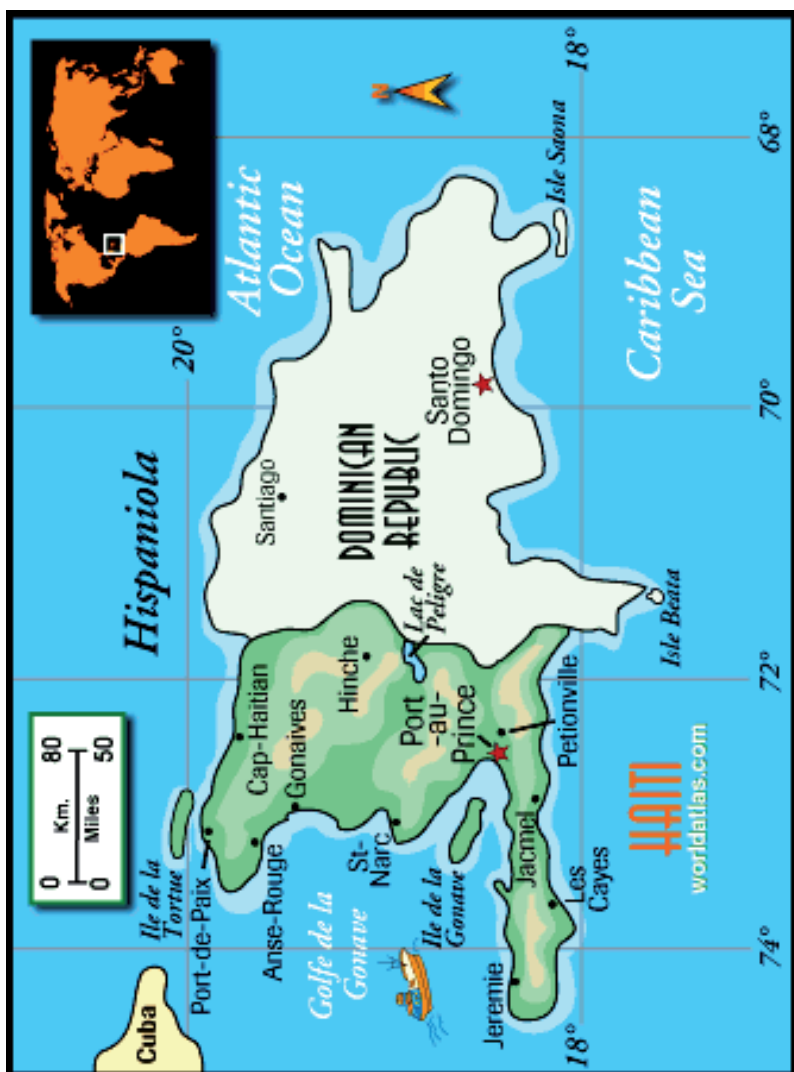 Cuba
Ile de la
Tortue
Port-de-Paix
Anse-Rouge
Golfe de la
Gonave
Ile de la
Gonave
Jeremie
18°
74°
0 Km. 80
0 Miles 50
Hispaniola
20°
Cap-Haitian
Gonaives
Hinche
St-
Narc
Port
-au-
Prince
Lac de
Peligre
Jacmel
Les
Cayes
Petionville
72°
HAITI
worldatlas.com
Isle Beata
Santiago
DOMINICAN
REPUBLIC
Santo
Domingo
70°
Atlantic
Ocean
Caribbean
Sea
Isle Saona
N
18°
68°